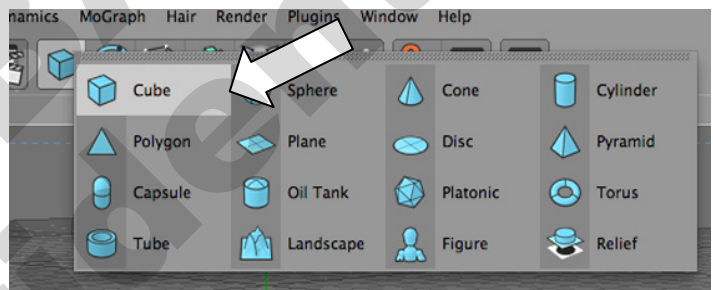 namics MoGraph Hair Render Plugins Window Help
Cube Sphere Cone Cylinder
Polygon Plane Disc Pyramid
Capsule Oil Tank Platonic Torus
Tube Landscape Figure Relief